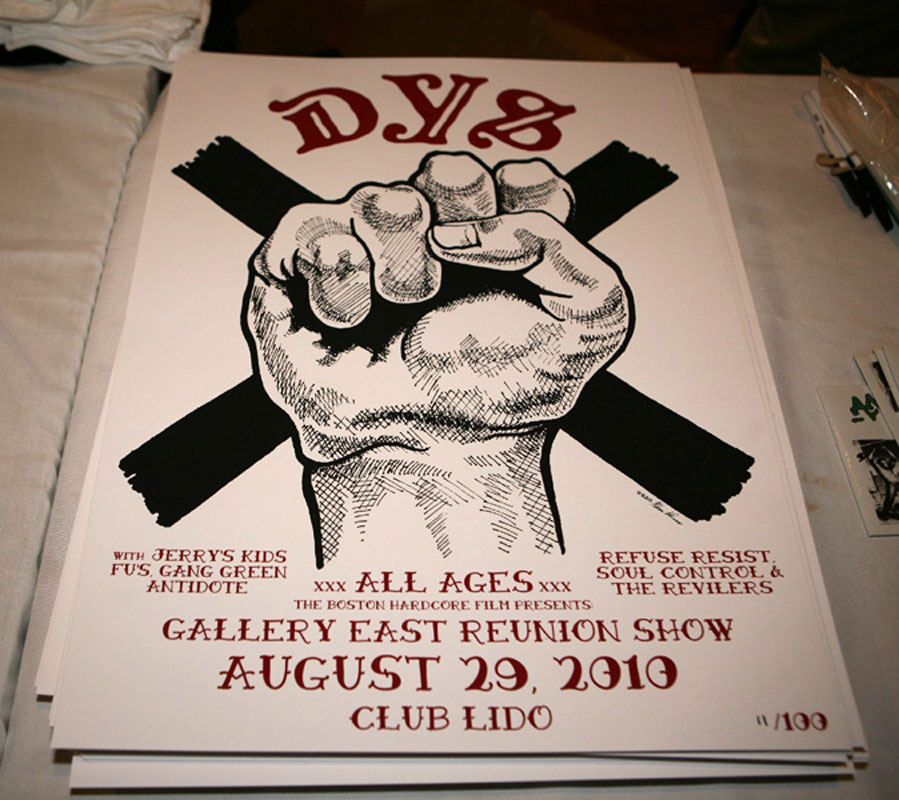 DYS
WITH JERRY'S KIDS
FU'S, GANG GREEN
ANTIDOTE
XXX ALL AGES XXX
REFUSE RESIST,
SOUL CONTROL &
THE REVILERS
THE BOSTON HARDCORE FILM PRESENTS:
GALLERY EAST REUNION SHOW
AUGUST 29, 2010
CLUB LIDO
11/100